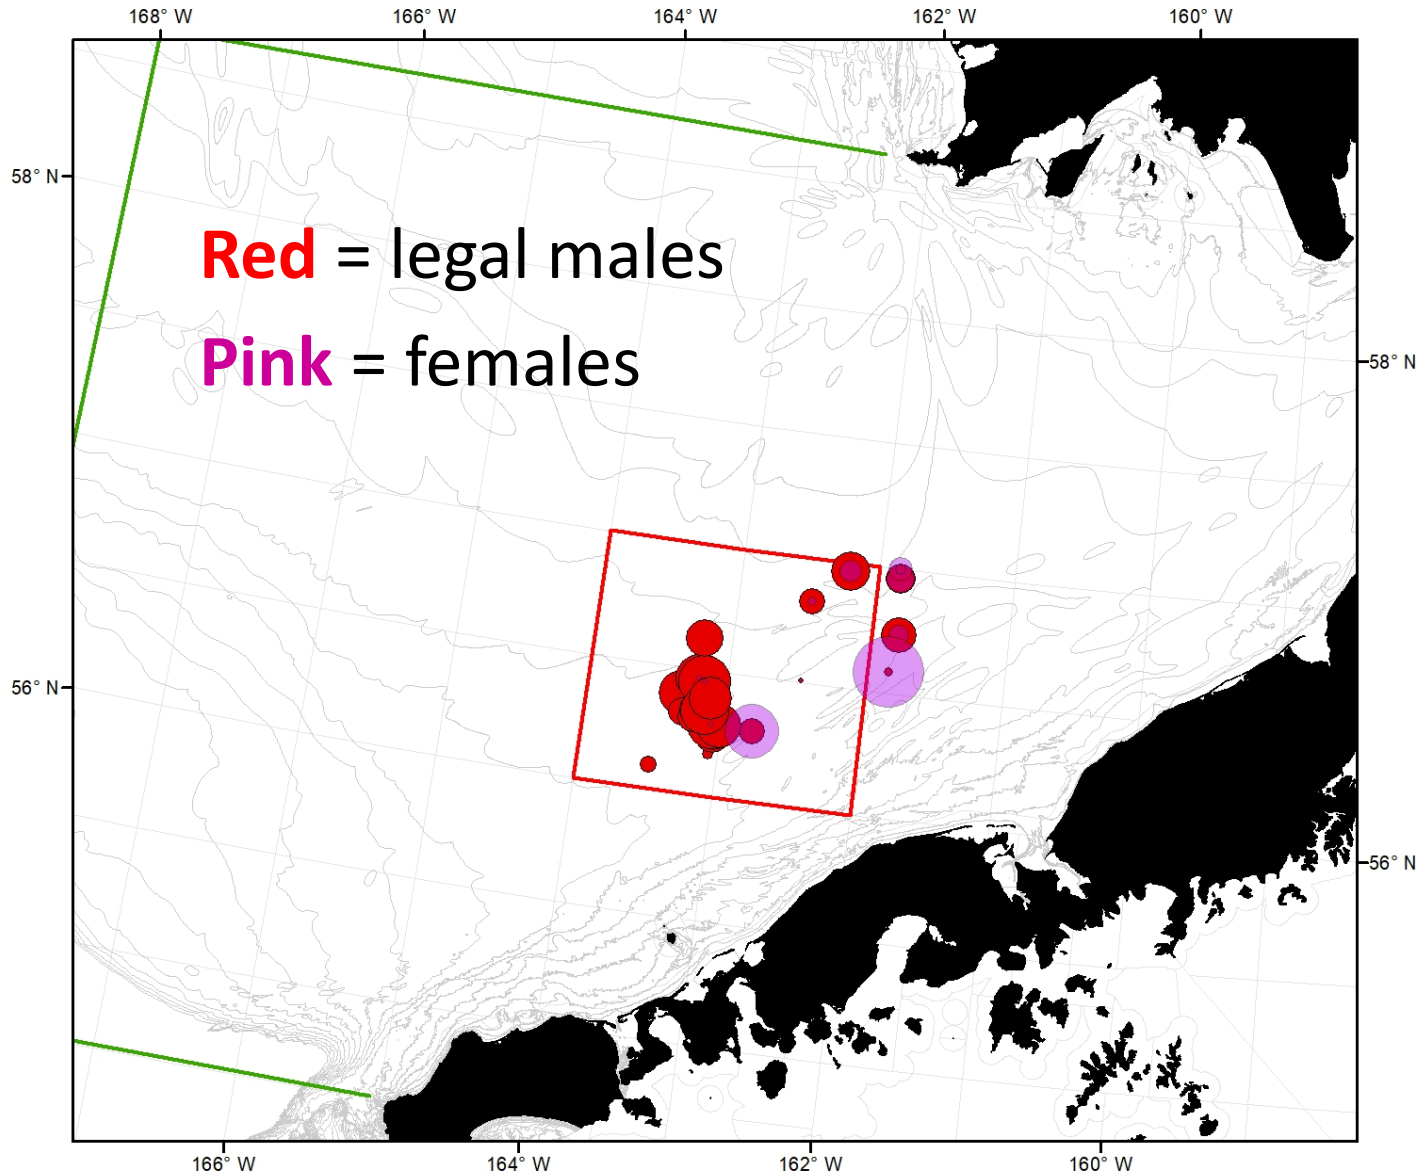 168° W 166° W 164° W 162° W 160° W
58° N
Red = legal males
Pink = females
58° N
56° N
56° N
166° W 164° W 162° W 160° W